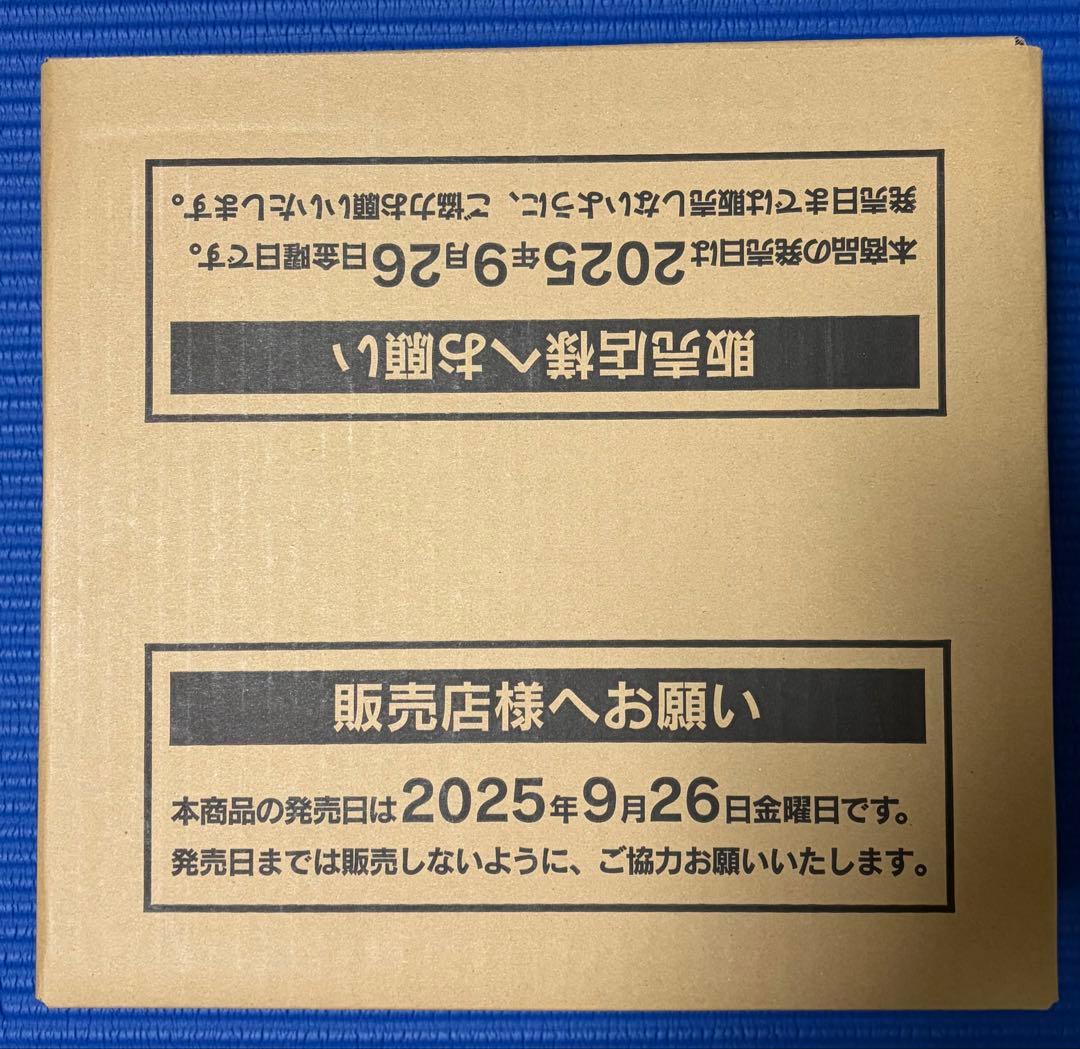 販売店様へお願い
本商品の発売日は2025年9月26日金曜日です。
発売日までは販売しないように、ご協力お願いいたします。
販売店様へお願い
本商品の発売日は2025年9月26日金曜日です。
発売日までは販売しないように、ご協力お願いいたします。